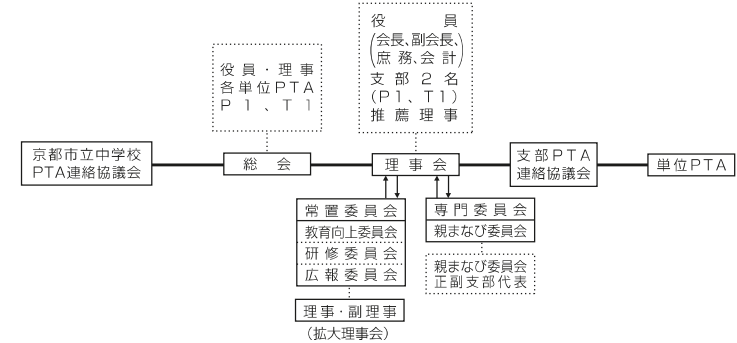 役員
(会長、副会長、
庶務、会計)
支部2名
(P1、T1)
推薦理事
役員・理事
各単位PTA
P1、T1
京都市立中学校
PTA連絡協議会
総会
理事会
支部PTA
連絡協議会
単位PTA
常置委員会
教育向上委員会
研修委員会
広報委員会
専門委員会
親まなび委員会
親まなび委員会
正副支部代表
理事・副理事
(拡大理事会)